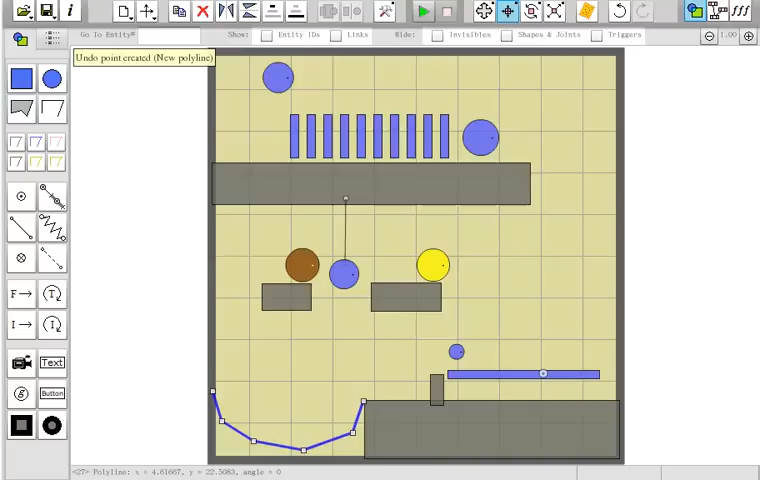 Go To Entity#
Show:
Entity IDs
Links
Hide:
Invisibles
Shapes & Joints
Triggers
1.00
Undo point created (New polyline)
F
T
I
I
Text
Button
<27> Polyline: x = 4.61667, y = 22.5083, angle = 0